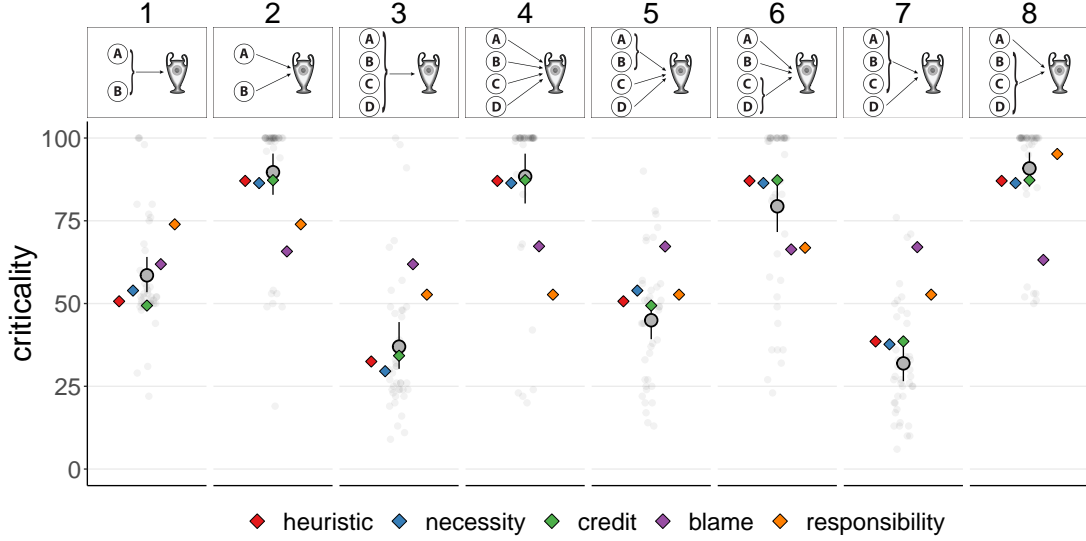 1 2 3 4 5 6 7 8
A A A A A A A A
B B B B B B
B B C C C C C C
D D D D D D
100
75
50
25
0
criticality
heuristic necessity credit blame responsibility